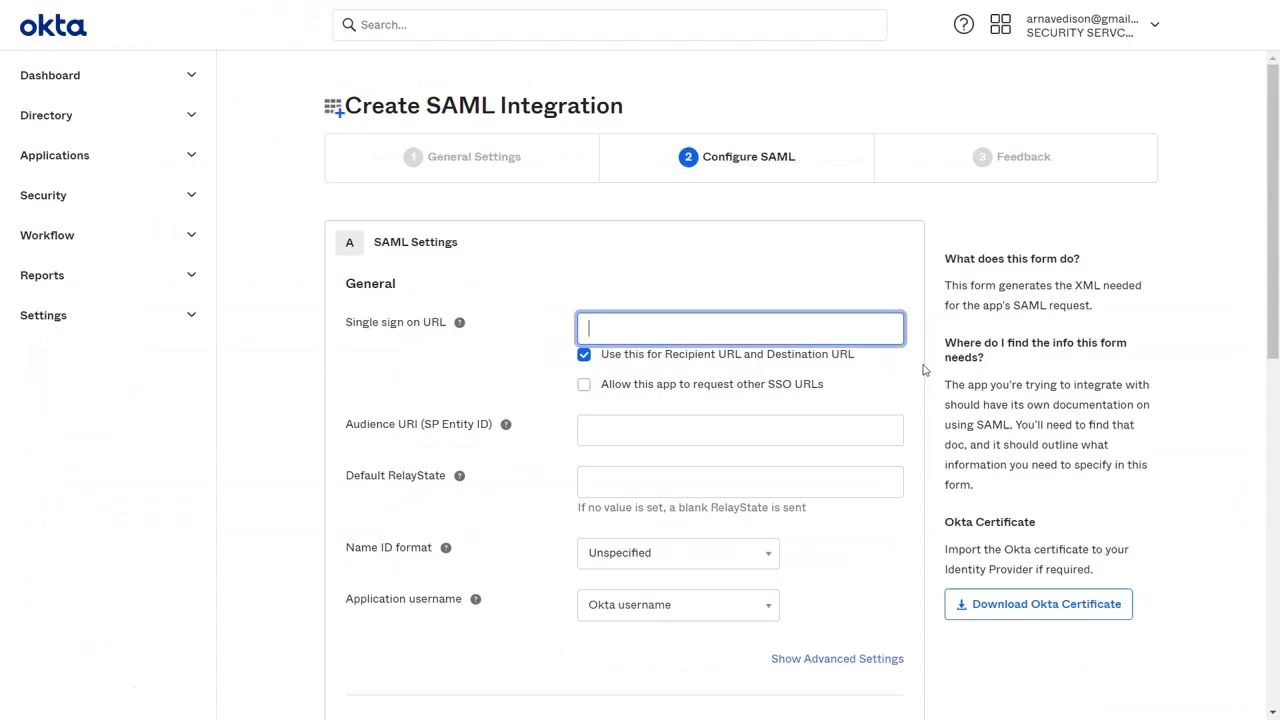 okta
Search...
arnavedison@gmail...
SECURITY SERVC...
Dashboard
Directory
Applications
Security
Workflow
Reports
Settings
Create SAML Integration
1 General Settings
2 Configure SAML
3 Feedback
A SAML Settings
General
Single sign on URL ?
Use this for Recipient URL and Destination URL
Allow this app to request other SSO URLs
Audience URI (SP Entity ID) ?
Default RelayState ?
If no value is set, a blank RelayState is sent
Name ID format ?
Unspecified
Application username ?
Okta username
Show Advanced Settings
What does this form do?
This form generates the XML needed
for the app's SAML request.
Where do I find the info this form
needs?
The app you're trying to integrate with
should have its own documentation on
using SAML. You'll need to find that
doc, and it should outline what
information you need to specify in this
form.
Okta Certificate
Import the Okta certificate to your
Identity Provider if required.
Download Okta Certificate